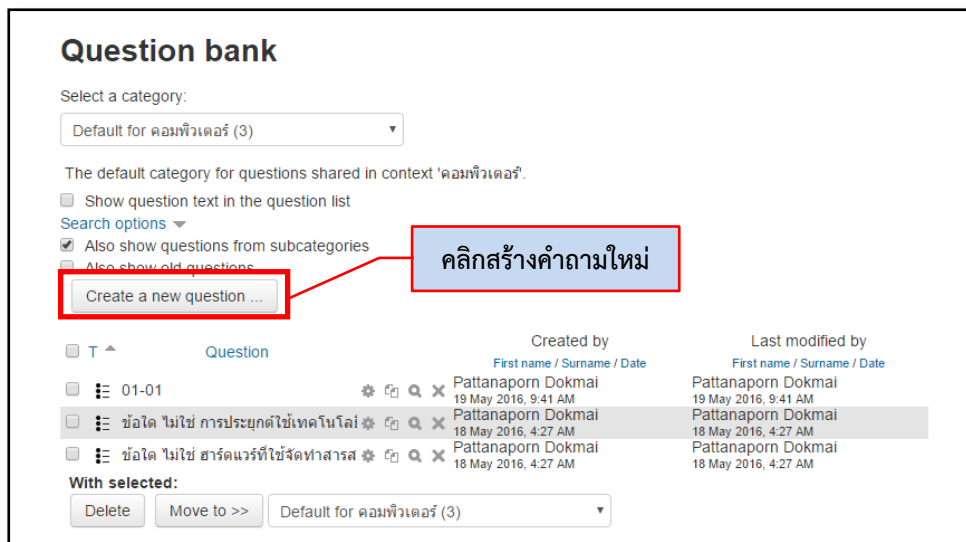 Question bank
Select a category:
Default for คอมพิวเตอร์ (3)
The default category for questions shared in context 'คอมพิวเตอร์'.
Show question text in the question list
Search options
Also show questions from subcategories
Also show old questions
คลิกสร้างคำถามใหม่
Create a new question ...
T Question Created by Last modified by
First name / Surname / Date First name / Surname / Date
01-01 Pattanaporn Dokmai Pattanaporn Dokmai
19 May 2016, 9:41 AM 19 May 2016, 9:41 AM
ข้อใด ไม่ใช่ การประยุกต์ใช้เทคโนโลยี Pattanaporn Dokmai Pattanaporn Dokmai
18 May 2016, 4:27 AM 18 May 2016, 4:27 AM
ข้อใด ไม่ใช่ ฮาร์ดแวร์ที่ใช้จัดทำสารส Pattanaporn Dokmai Pattanaporn Dokmai
18 May 2016, 4:27 AM 18 May 2016, 4:27 AM
With selected:
Delete Move to >> Default for คอมพิวเตอร์ (3)